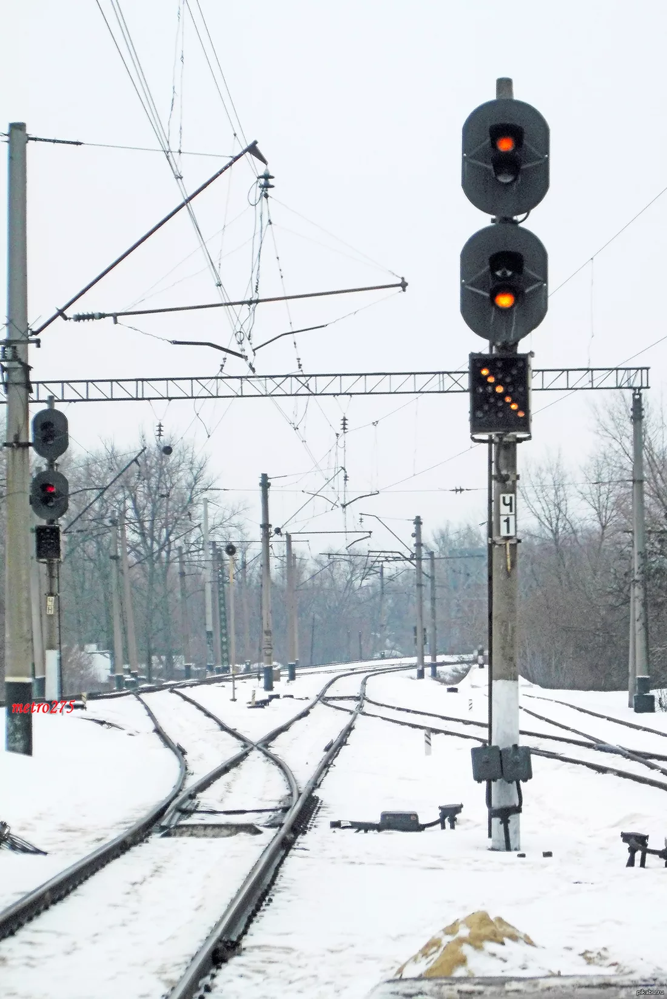 Ч
1
Ч
Н
metro275
pikabu.ru